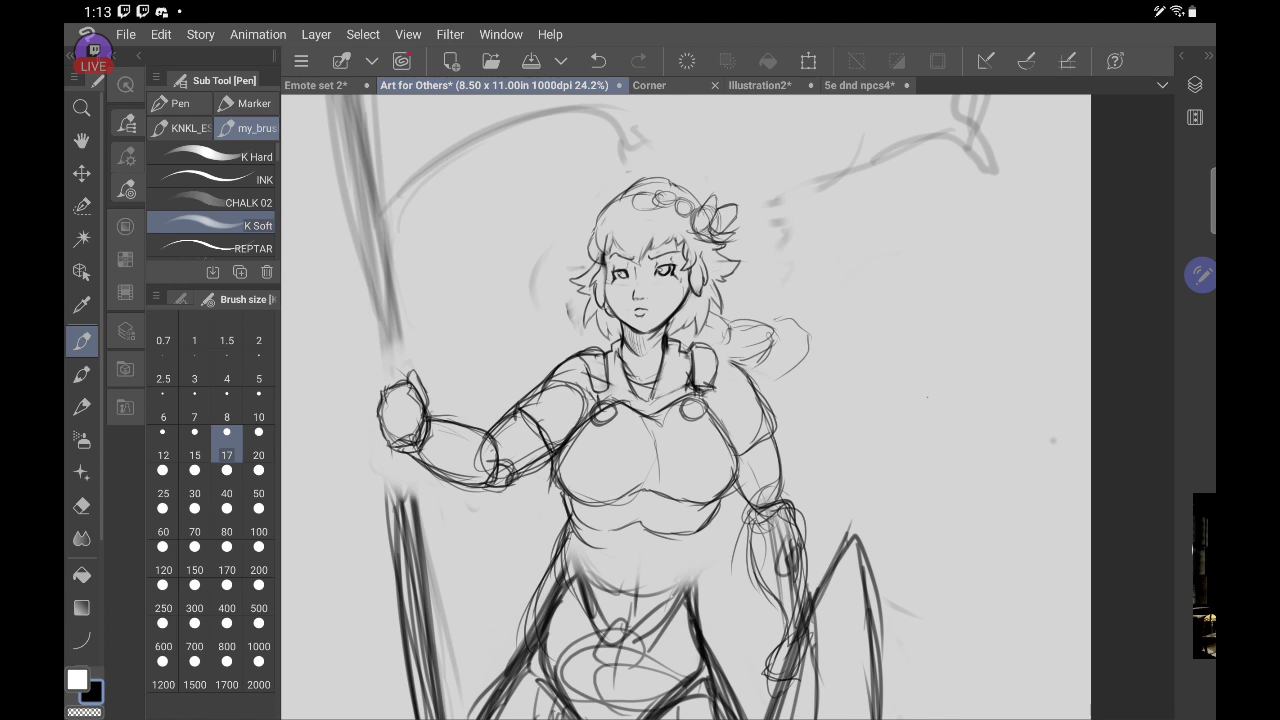 1:13
File Edit Story Animation Layer Select View Filter Window Help
LIVE
Sub Tool [Pen]
Emote set 2* Art for Others* (8.50 x 11.00in 1000dpi 24.2%) Corner Illustration2* 5e dnd npcs4*
Pen Marker
KNKL_ES my_brus
K Hard
INK
CHALK 02
K Soft
REPTAR
Brush size
0.7 1 1.5 2
2.5 3 4 5
6 7 8 10
12 15 17 20
25 30 40 50
60 70 80 100
120 150 170 200
250 300 400 500
600 700 800 1000
1200 1500 1700 2000